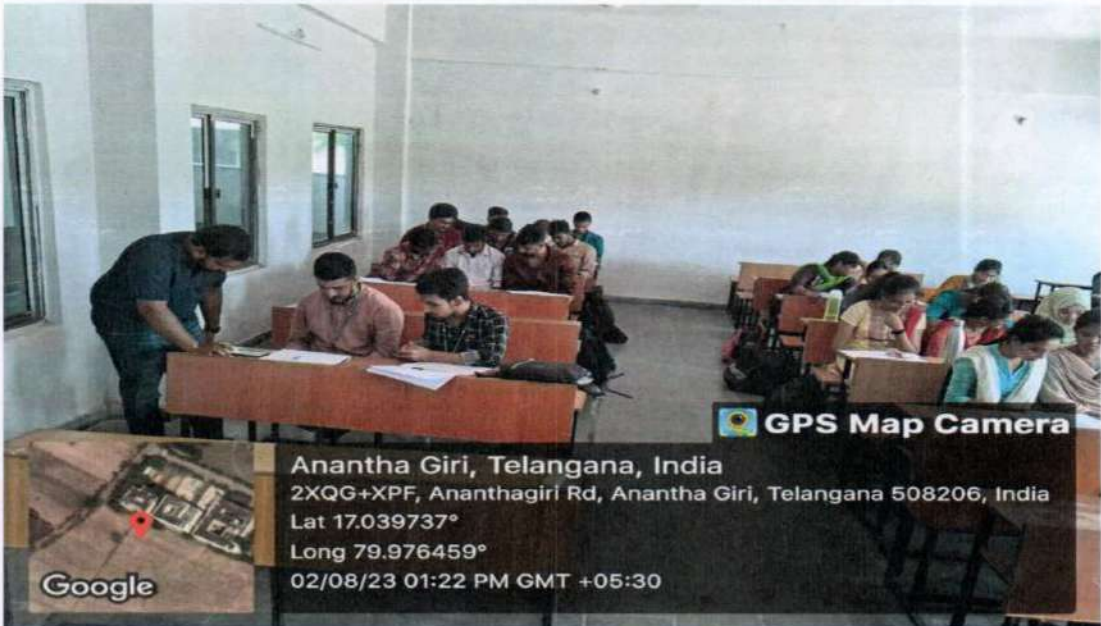 GPS Map Camera
Anantha Giri, Telangana, India
2XQG+XPF, Ananthagiri Rd, Anantha Giri, Telangana 508206, India
Lat 17.039737°
Long 79.976459°
02/08/23 01:22 PM GMT +05:30
Google